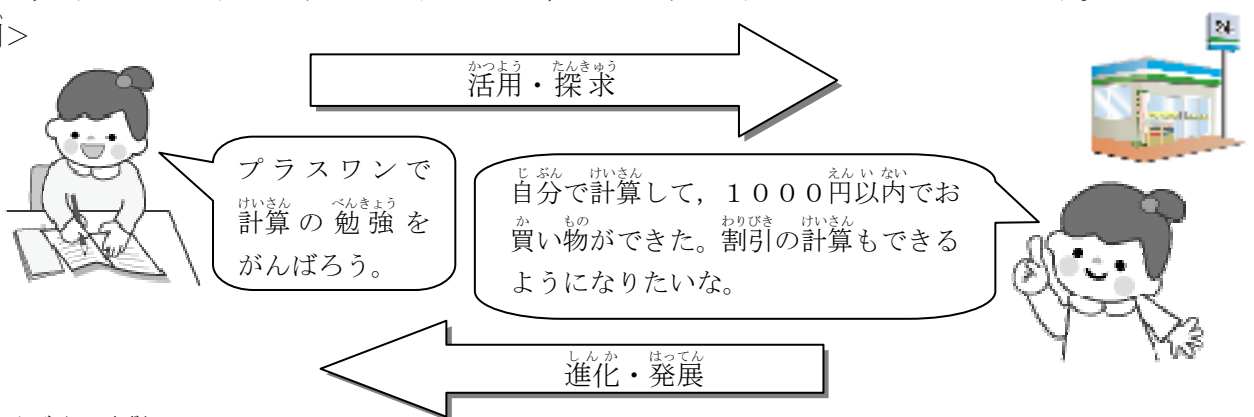 活用・探求
プラスワンで
計算の勉強を
がんばろう。
自分で計算して，１０００円以内でお
買い物ができた。割引の計算もできる
ようになりたいな。
進化・発展